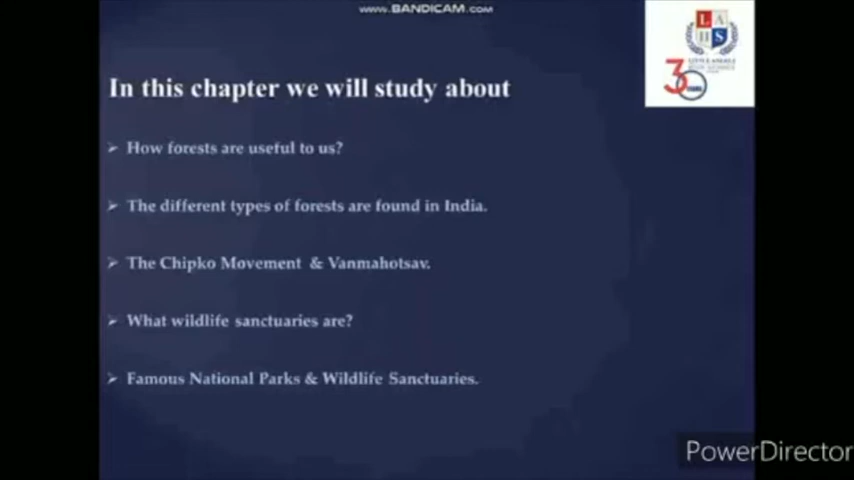 www.BANDICAM.com
L A
H S
30
In this chapter we will study about
➢ How forests are useful to us?
➢ The different types of forests are found in India.
➢ The Chipko Movement & Vanmahotsav.
➢ What wildlife sanctuaries are?
➢ Famous National Parks & Wildlife Sanctuaries.
PowerDirector